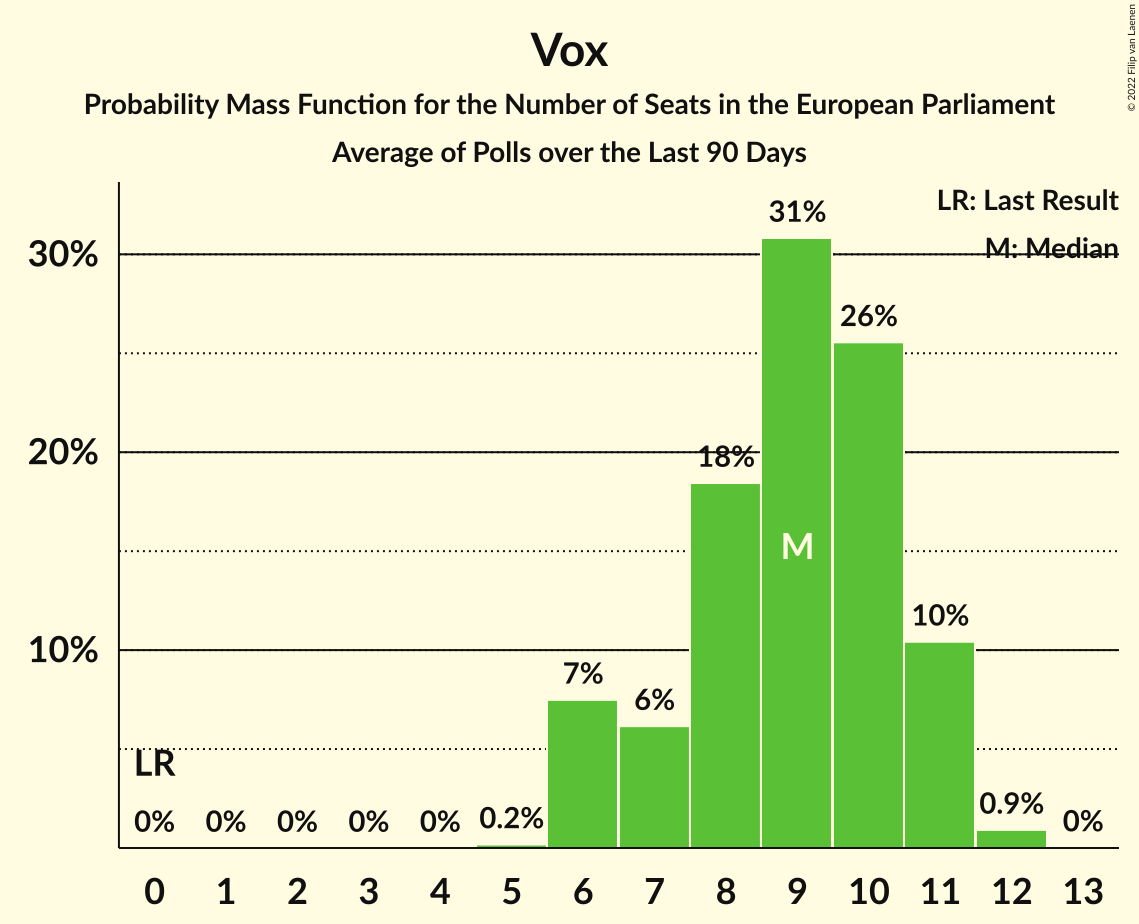 Vox
Probability Mass Function for the Number of Seats in the European Parliament
Average of Polls over the Last 90 Days
© 2022 Filip van Laenen
LR: Last Result
M: Median
30%
20%
10%
LR
0%
0%
0%
0%
0%
0.2%
7%
6%
18%
31%
M
26%
10%
0.9%
0%
0 1 2 3 4 5 6 7 8 9 10 11 12 13